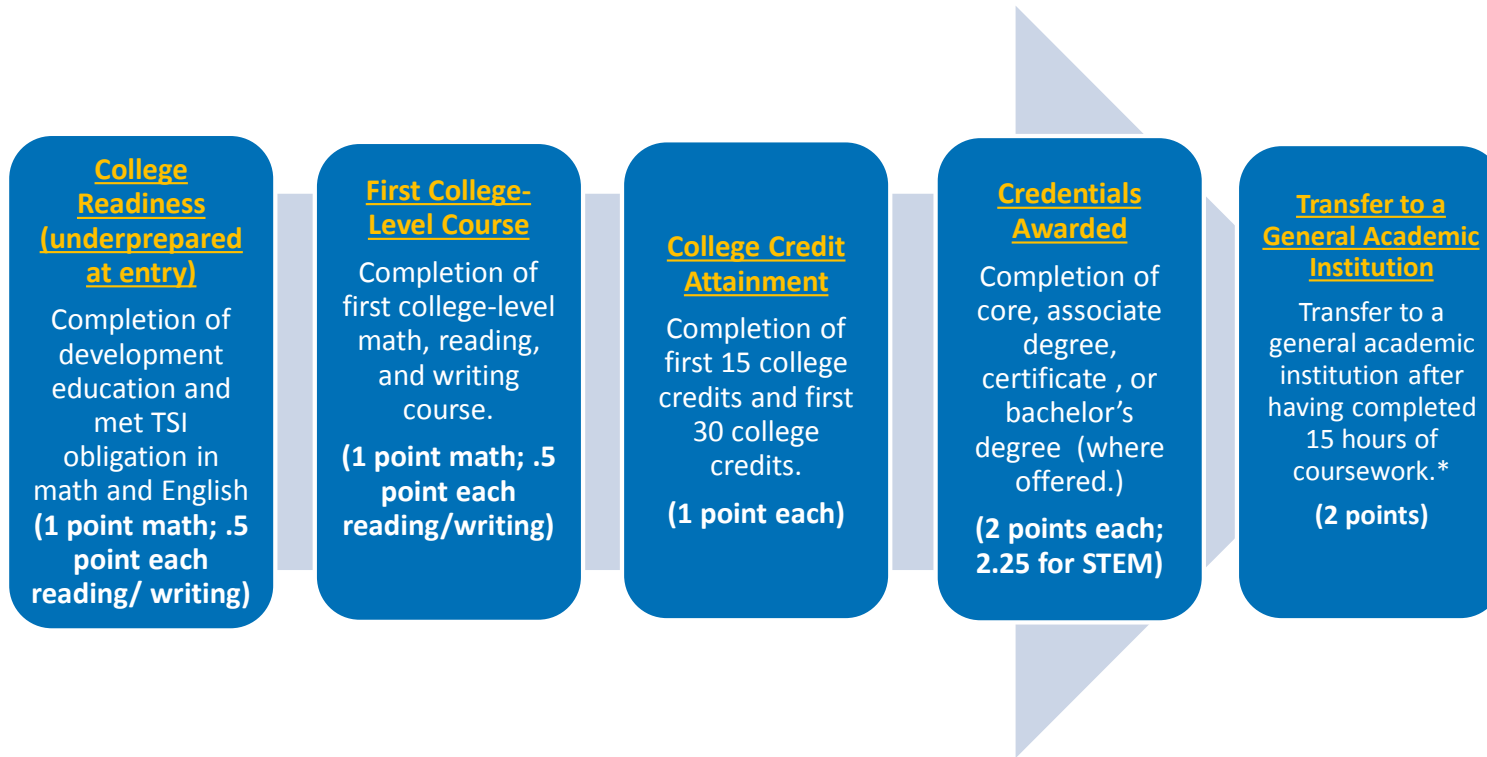 College
Readiness
(underprepared
at entry)
Completion of
development
education and
met TSI
obligation in
math and English
(1 point math; .5
point each
reading/ writing)
First College-
Level Course
Completion of
first college-level
math, reading,
and writing
course.
(1 point math; .5
point each
reading/writing)
College Credit
Attainment
Completion of
first 15 college
credits and first
30 college
credits.
(1 point each)
Credentials
Awarded
Completion of
core, associate
degree,
certificate , or
bachelor’s
degree (where
offered.)
(2 points each;
2.25 for STEM)
Transfer to a
General Academic
Institution
Transfer to a
general academic
institution after
having completed
15 hours of
coursework.*
(2 points)